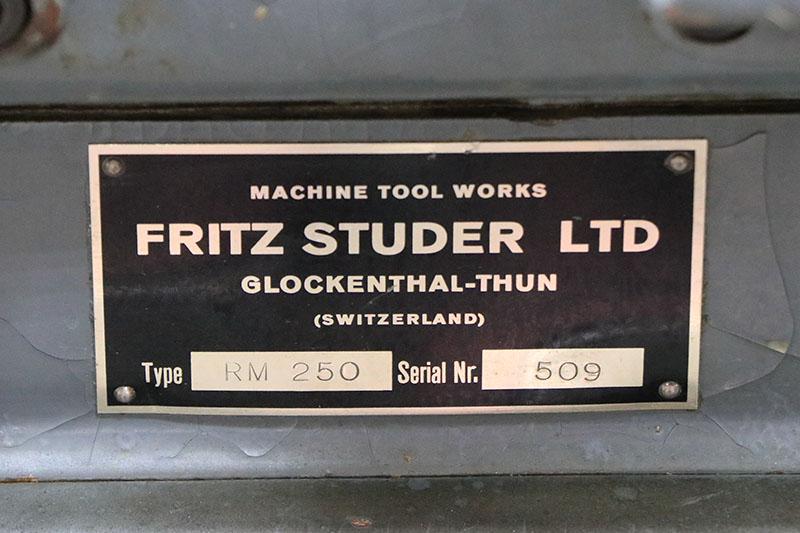 MACHINE TOOL WORKS
FRITZ STUDER LTD
GLOCKENTHAL-THUN
(SWITZERLAND)
Type RM 250 Serial Nr. 509